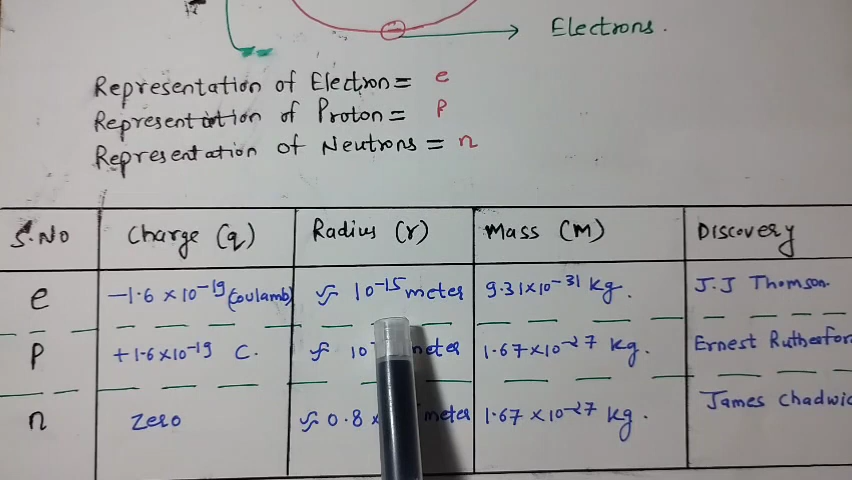 Electrons.
Representation of Electron = e
Representation of Proton = P
Representation of Neutrons = n
S.NO Charge (q) Radius (r) Mass (M) Discovery
e -1.6 × 10-19 (Coulamb) 10-15 meter 9.31×10-31 kg. J.J Thomson.
P +1.6×10-19 C. 10 meter 1.67×10-27 kg. Ernest Rutherfor
n Zero 0.8 × meter 1.67 × 10-27 kg. James Chadwic